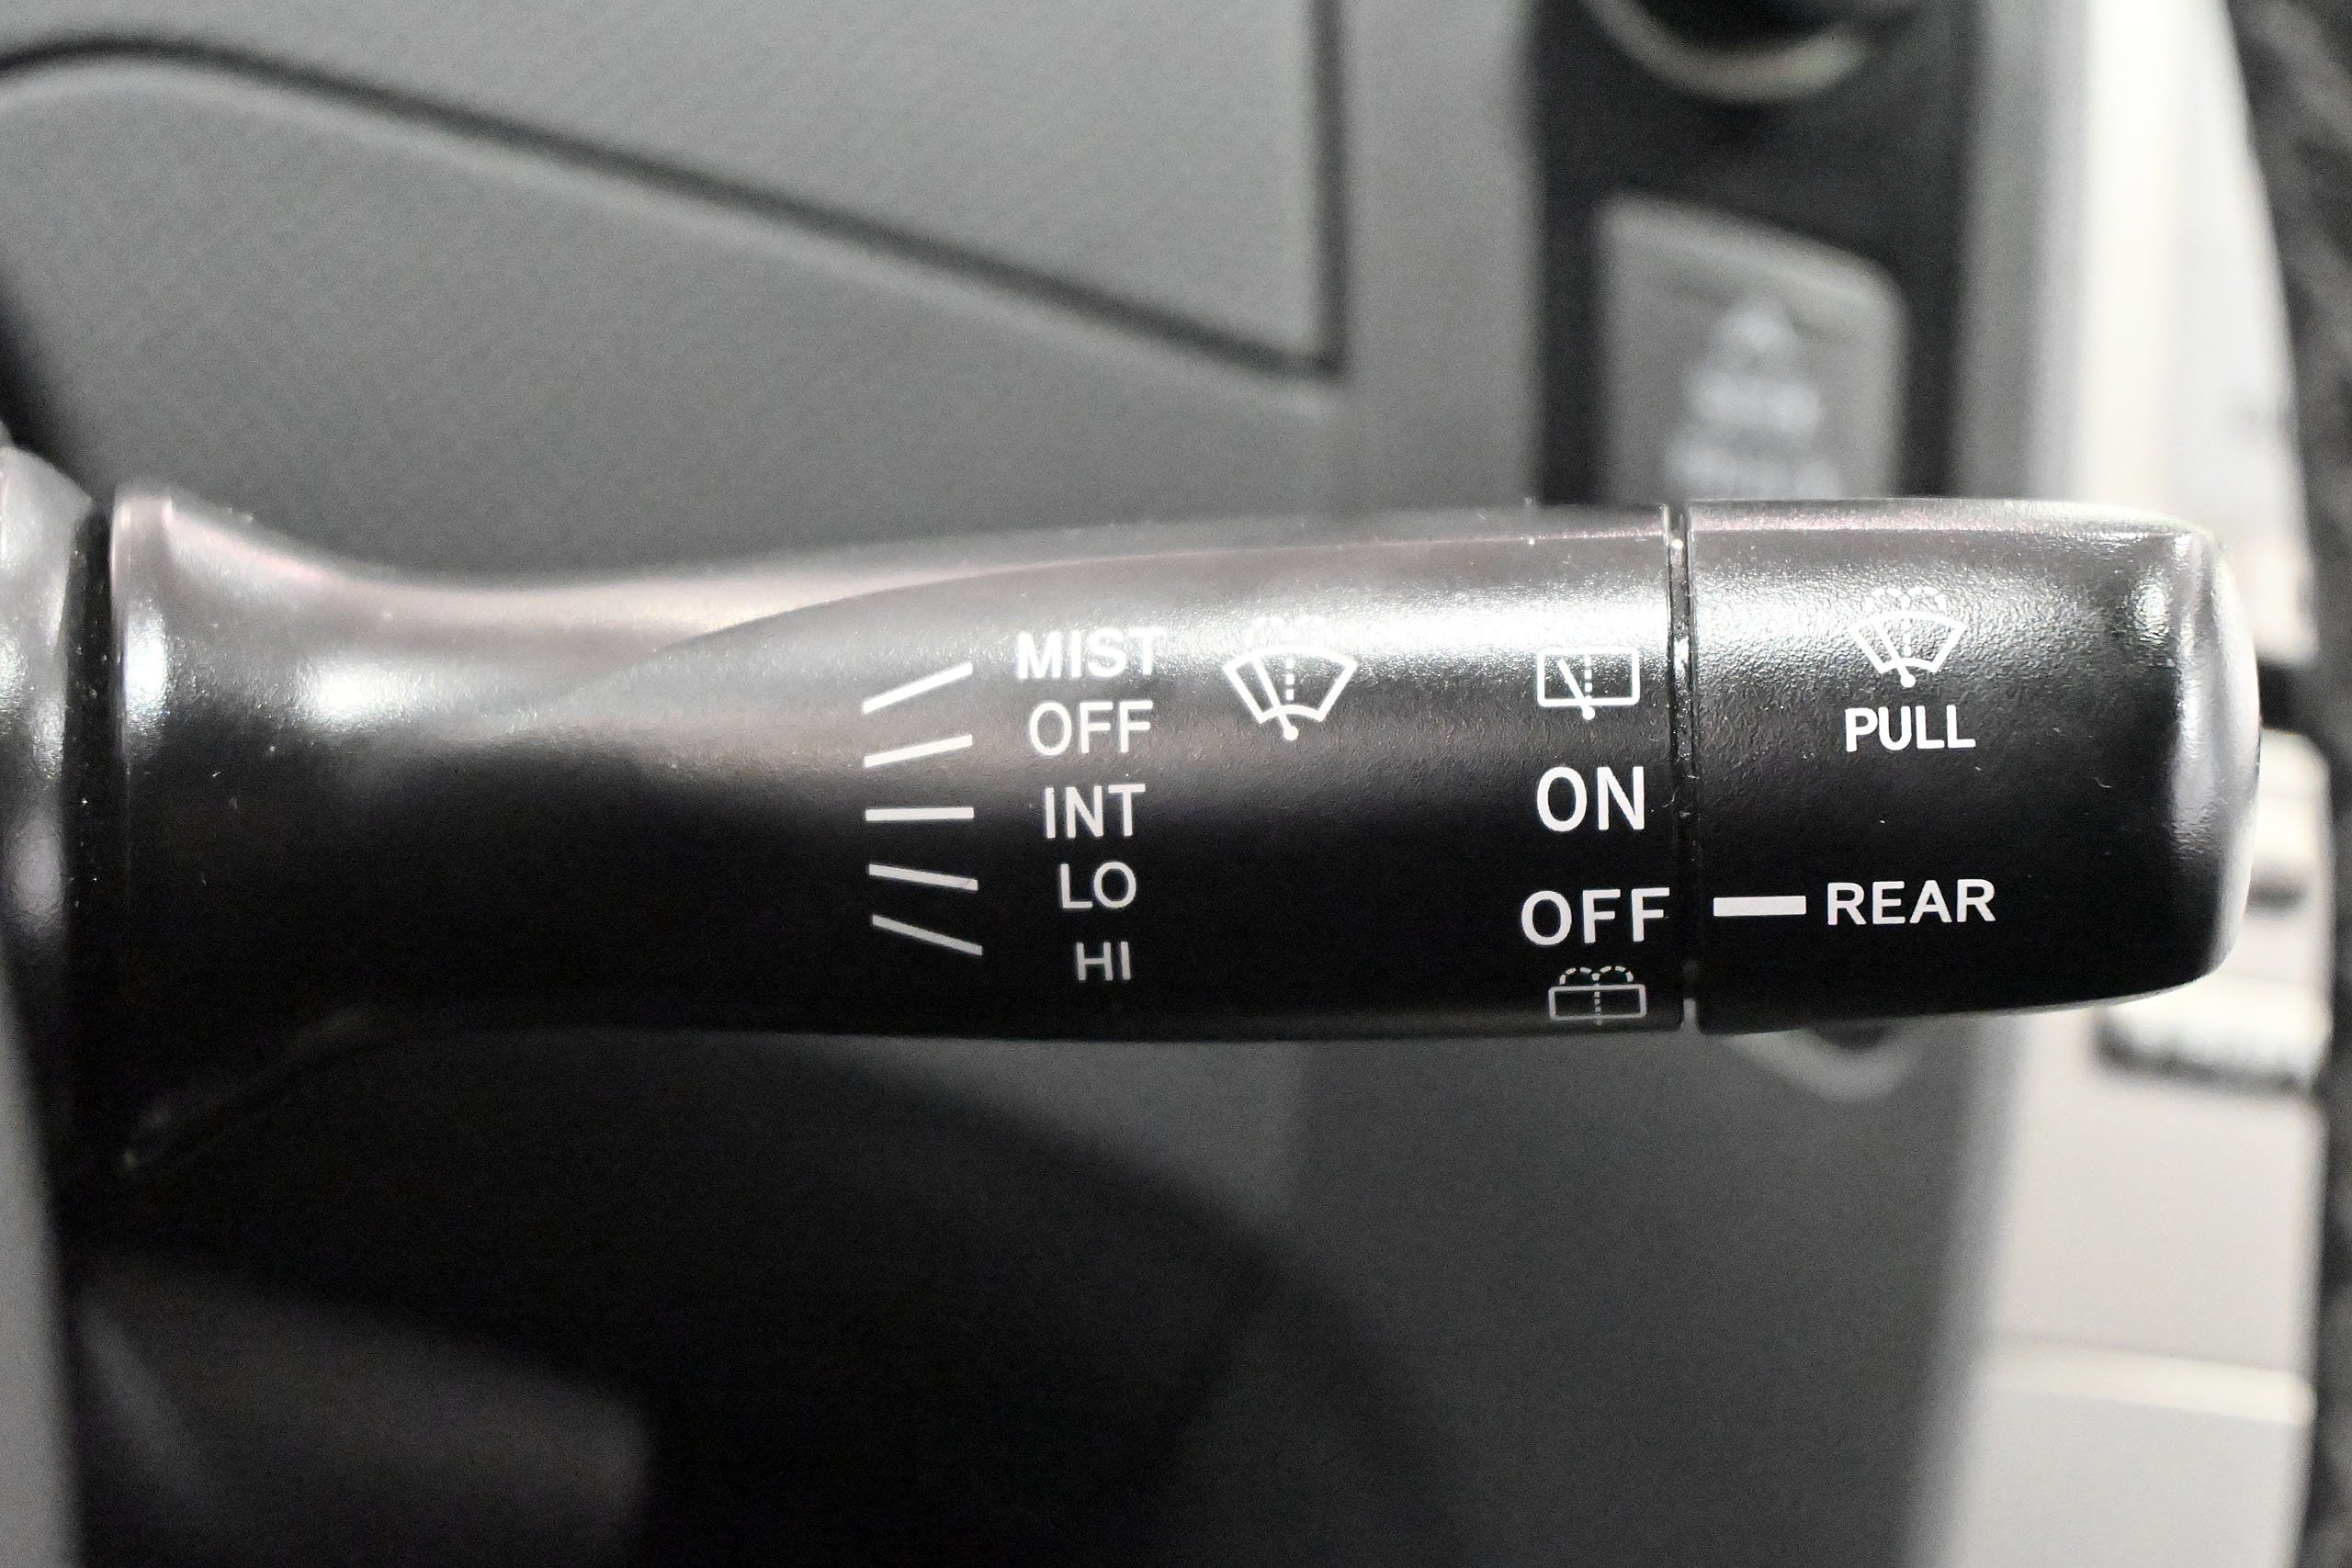 MIST
OFF
INT
LO
HI
ON
OFF
PULL
REAR